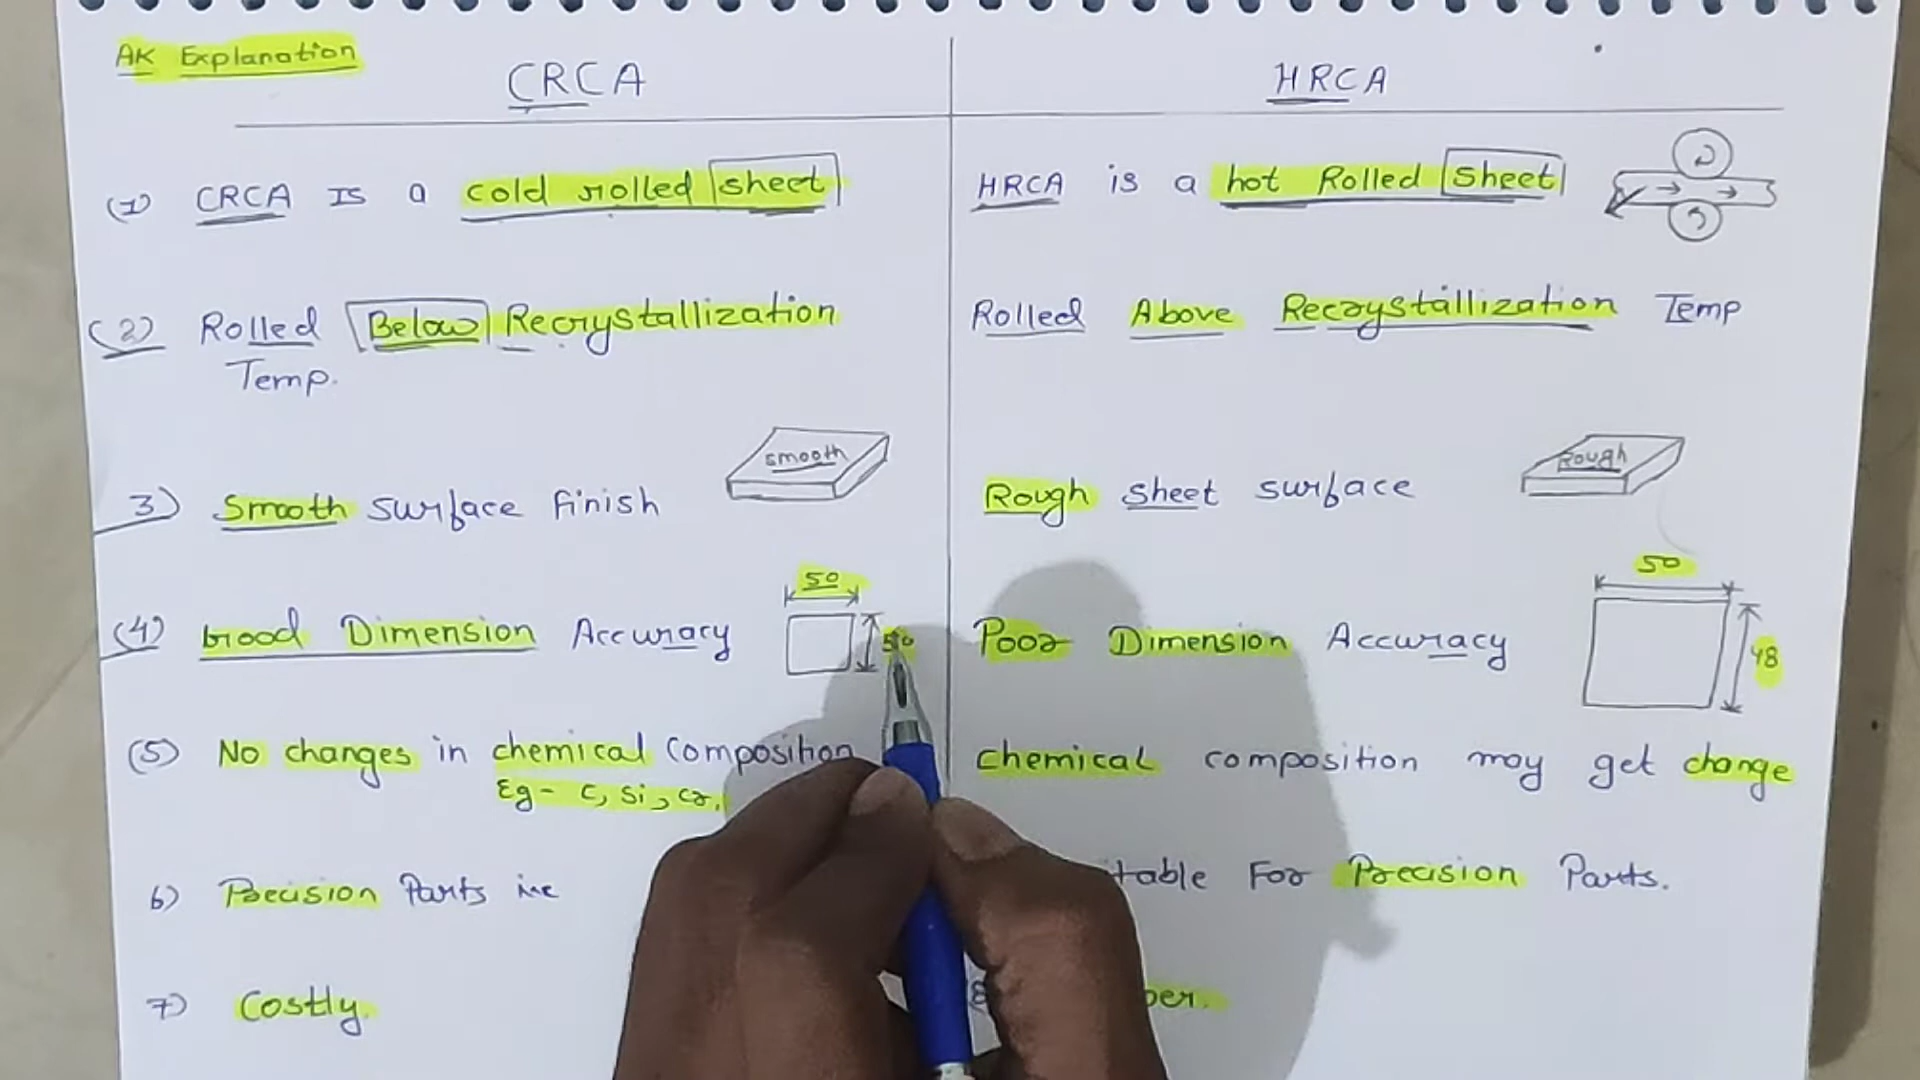 AK Explanation
CRCA
HRCA
(1) CRCA IS a cold rolled sheet
HRCA is a hot Rolled Sheet
(2) Rolled Below Recrystallization
Temp.
Rolled Above Recrystallization Temp
smooth
3) Smooth surface finish
Rough
Rough sheet surface
50
50
(4) Good Dimension Accuracy
50
Poor Dimension Accuracy
48
(5) No changes in chemical composition
Eg- C, Si, Cr.
chemical composition may get change
6) Precision Parts
For Precision Parts.
7) Costly.